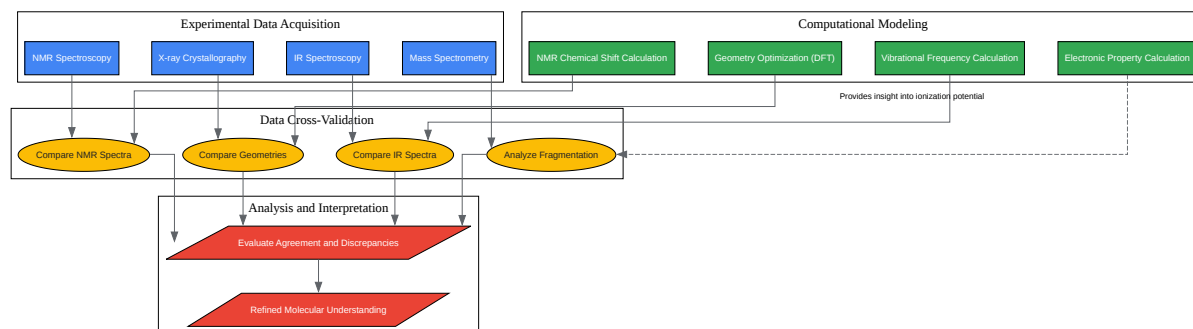 Experimental Data Acquisition
Computational Modeling
NMR Spectroscopy
X-ray Crystallography
IR Spectroscopy
Mass Spectrometry
NMR Chemical Shift Calculation
Geometry Optimization (DFT)
Vibrational Frequency Calculation
Electronic Property Calculation
Provides insight into ionization potential
Data Cross-Validation
Compare NMR Spectra
Compare Geometries
Compare IR Spectra
Analyze Fragmentation
Analysis and Interpretation
Evaluate Agreement and Discrepancies
Refined Molecular Understanding